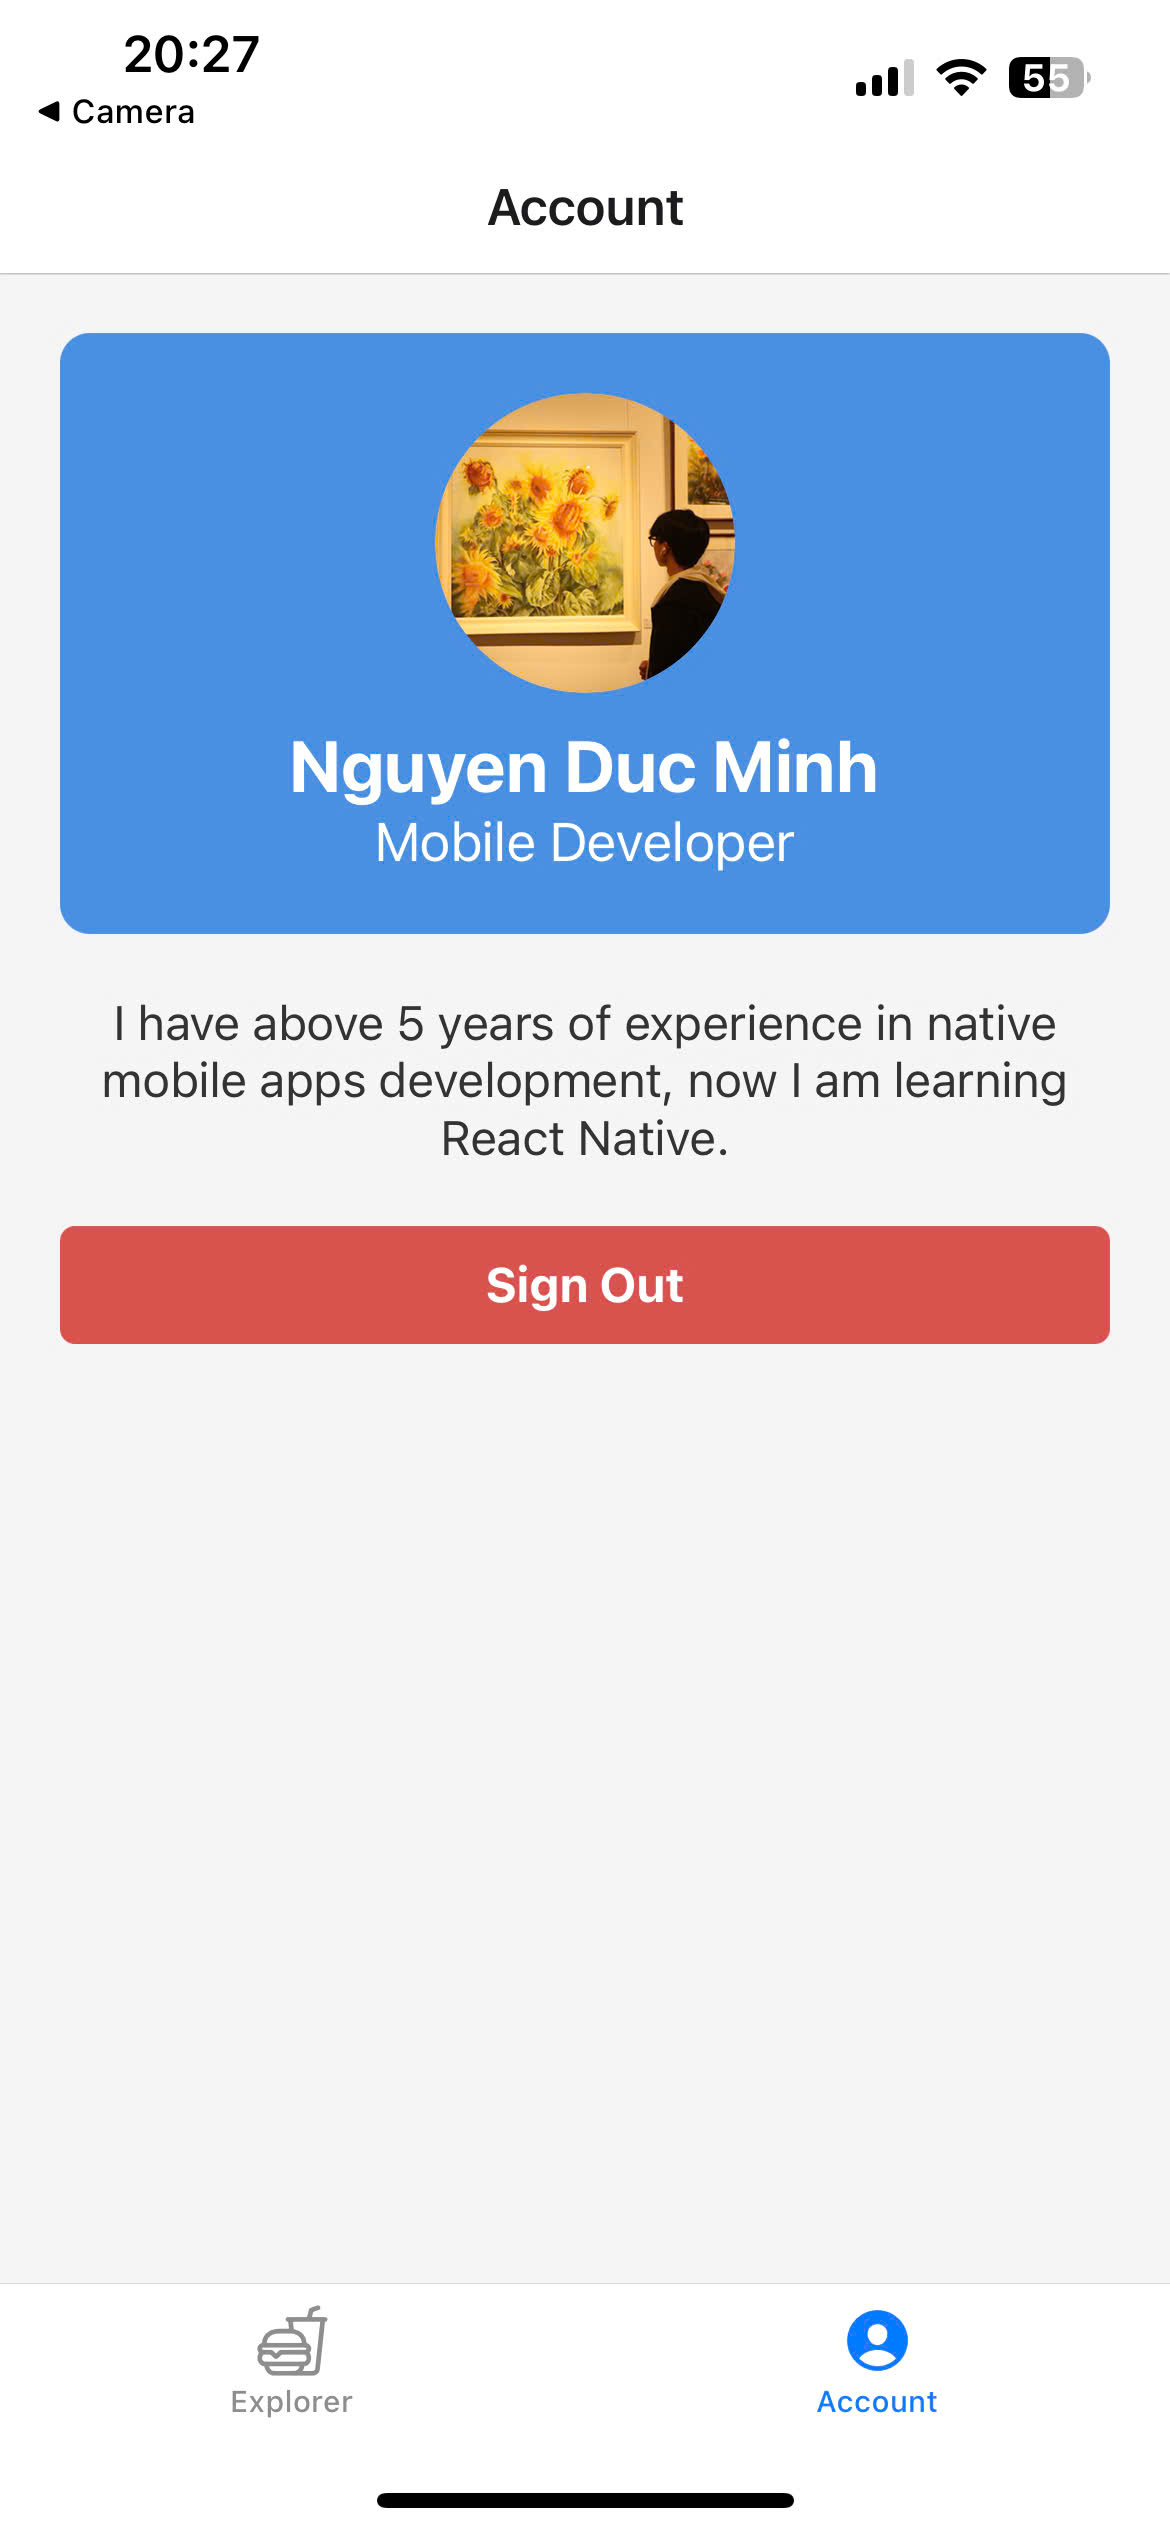 20:27
55
◀ Camera
Account
Nguyen Duc Minh
Mobile Developer
I have above 5 years of experience in native
mobile apps development, now I am learning
React Native.
Sign Out
Explorer
Account